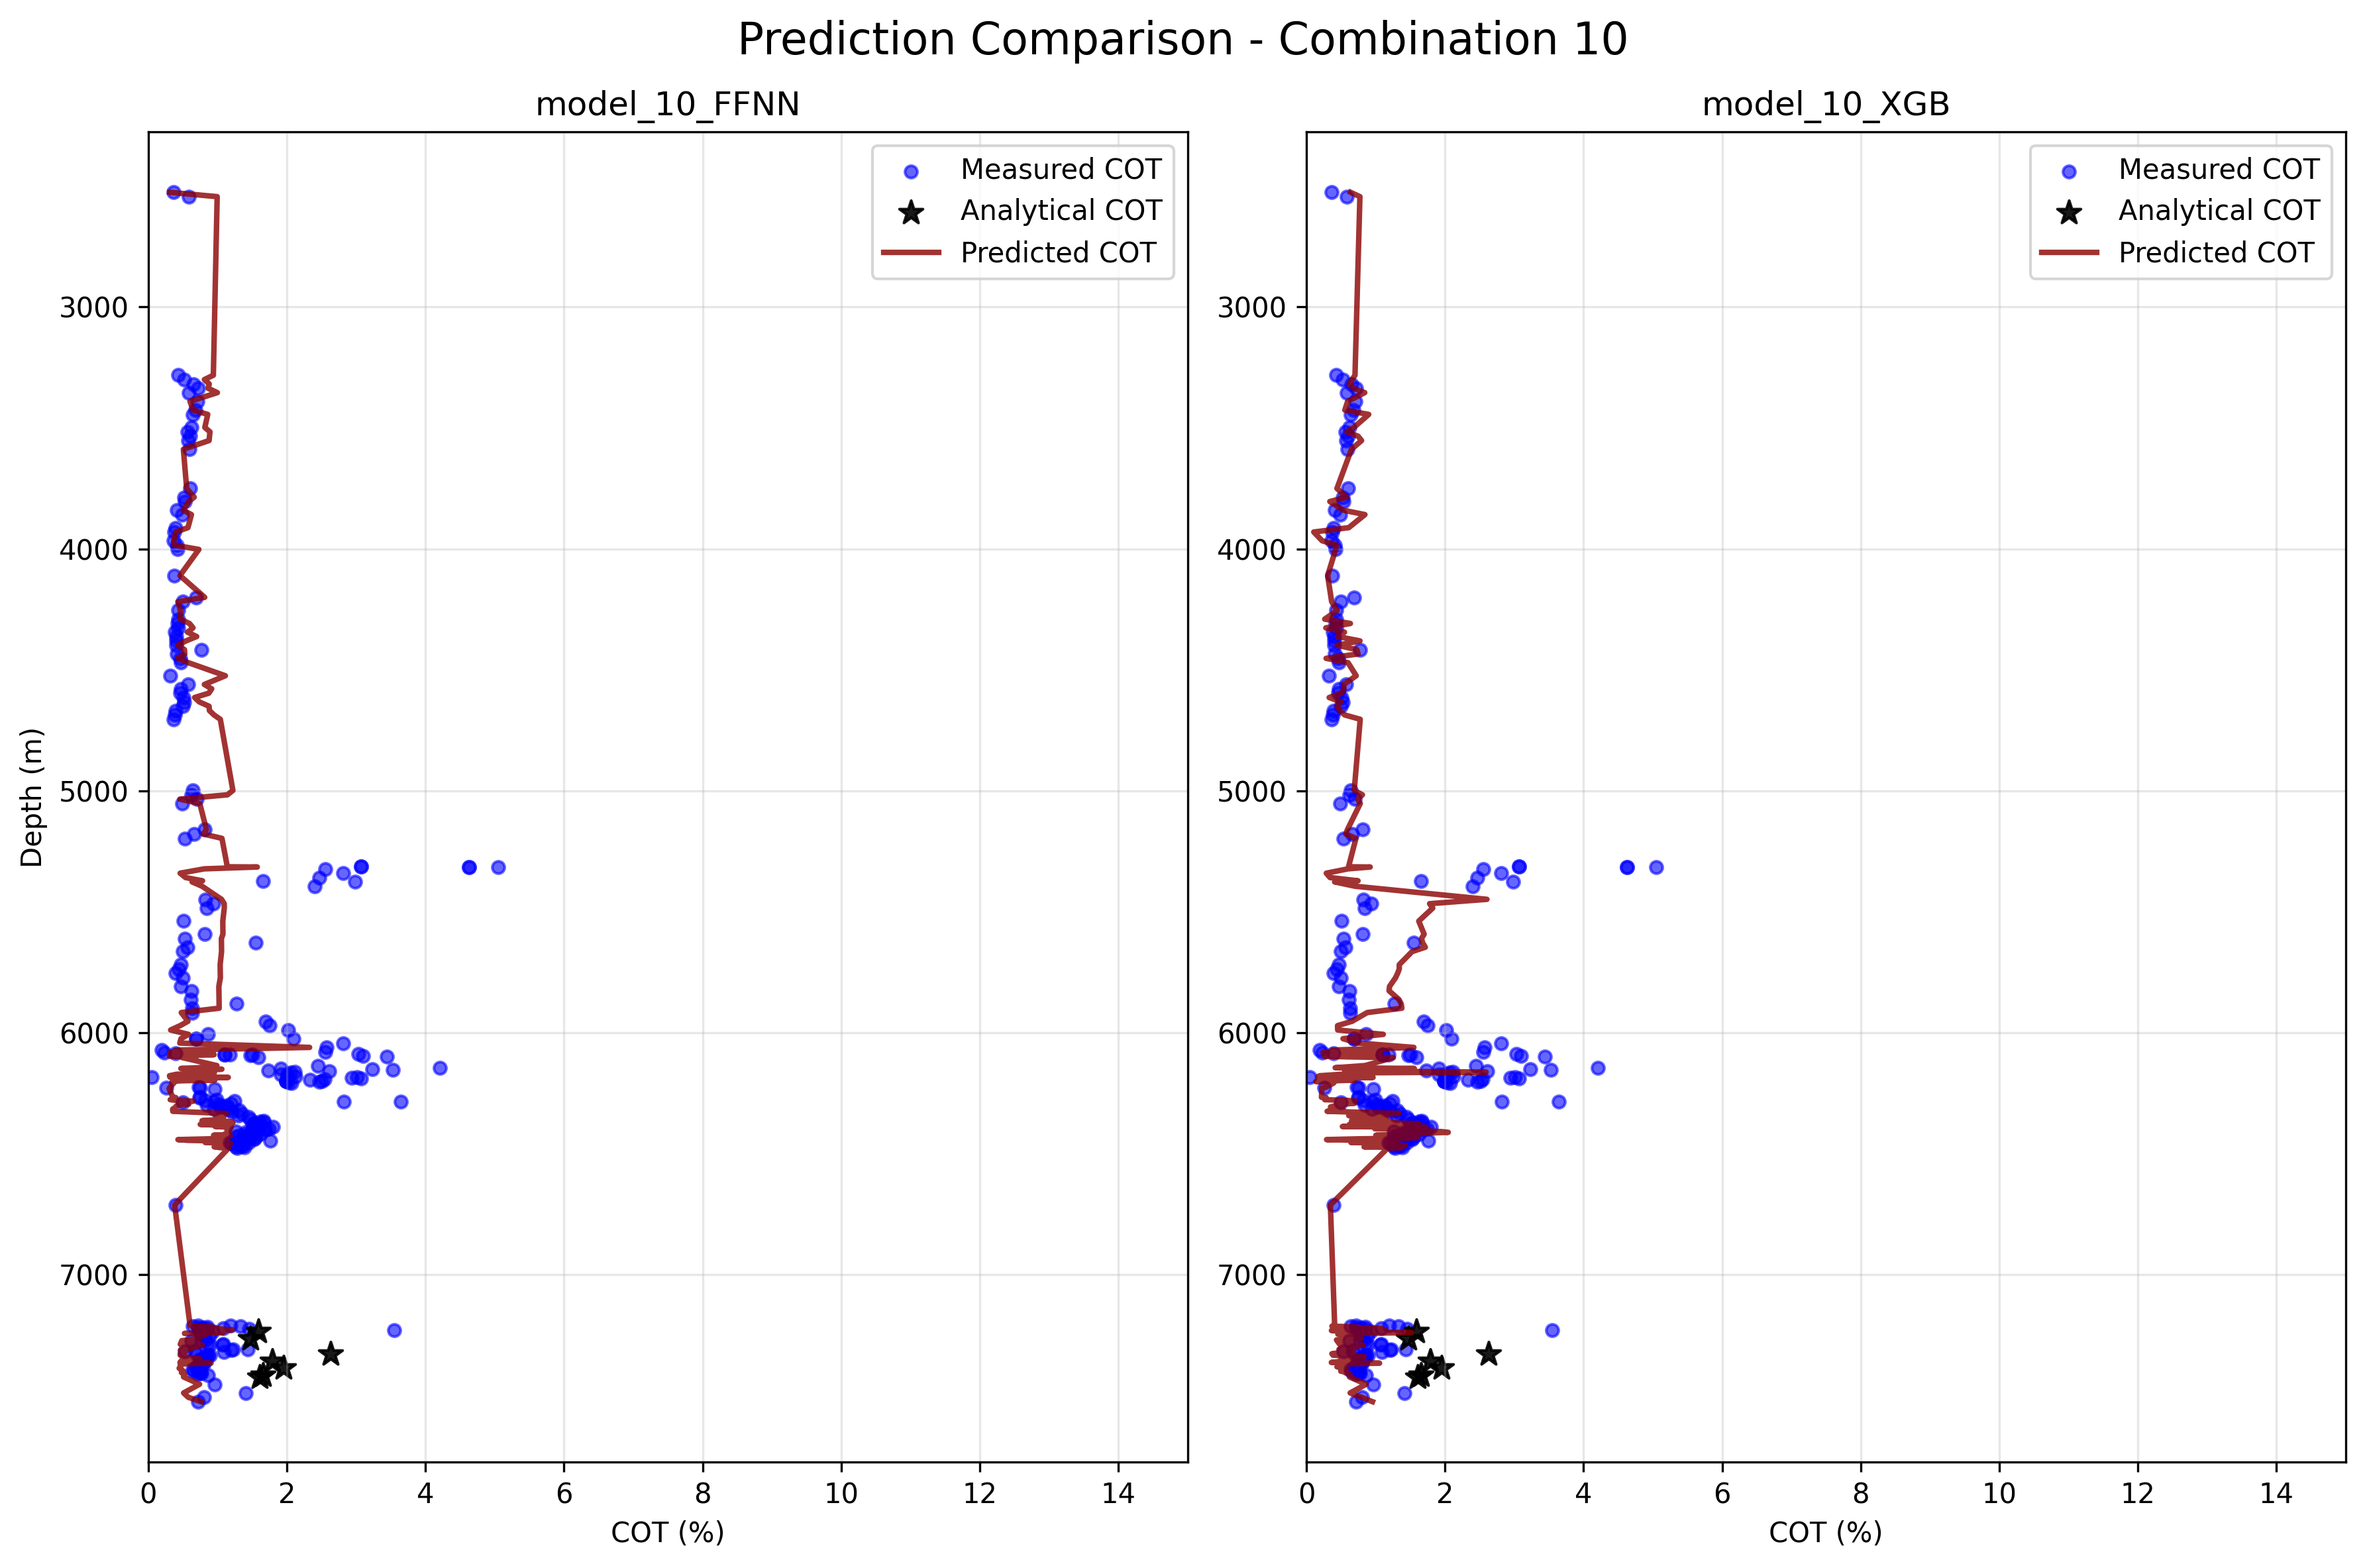 Prediction Comparison - Combination 10
model_10_FFNN
Measured COT
Analytical COT
Predicted COT
3000
4000
5000
6000
7000
Depth (m)
0 2 4 6 8 10 12 14
COT (%)
model_10_XGB
Measured COT
Analytical COT
Predicted COT
3000
4000
5000
6000
7000
0 2 4 6 8 10 12 14
COT (%)